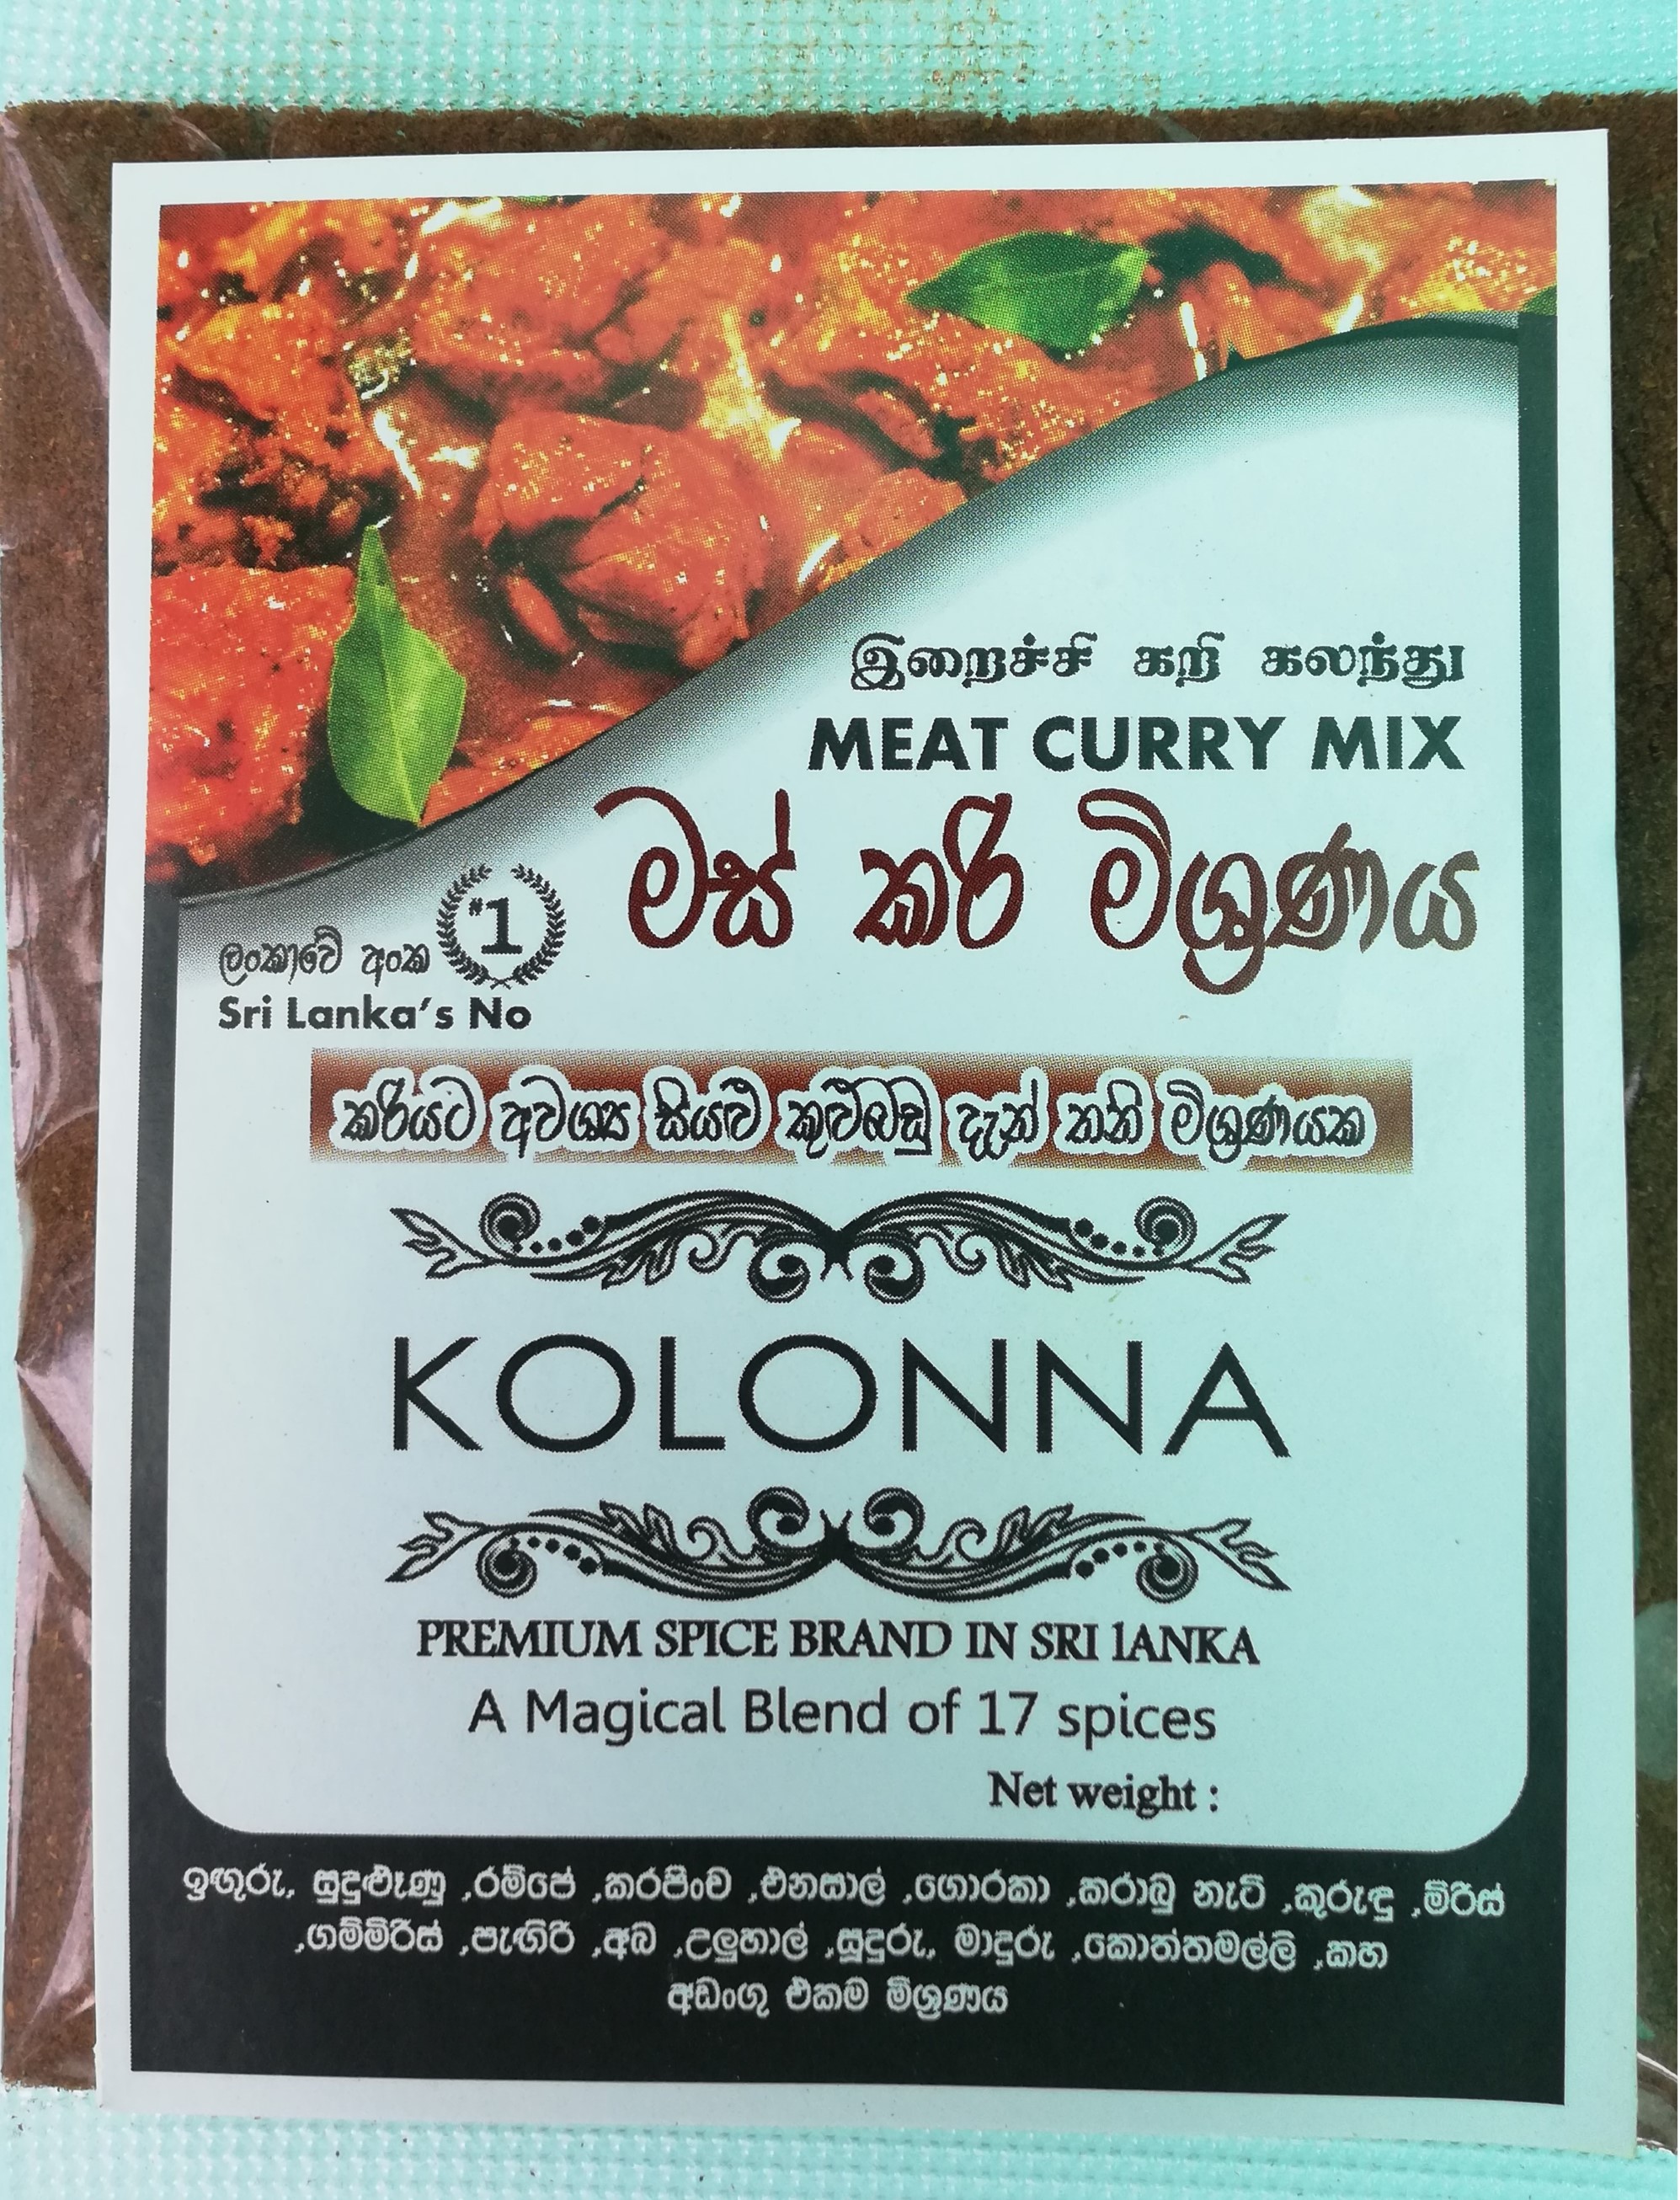 இறைச்சி கறி கலந்து
MEAT CURRY MIX
මස් කරි මිශ්‍රණය
ලංකාවේ අංක #1
Sri Lanka's No
කරියට අවශ්‍ය සියළු කුළුබඩු දැන් තනි මිශ්‍රණයක
KOLONNA
PREMIUM SPICE BRAND IN SRI lANKA
A Magical Blend of 17 spices
Net weight :
ඉඟුරු, සුදුළූණු ,රම්පේ ,කරපිංච ,එනසාල් ,ගොරකා ,කරාබු නැටි ,කුරුඳු ,මිරිස්
,ගම්මිරිස් ,පැඟිරි ,අබ ,උලුහාල් ,සූදුරු, මාදුරු ,කොත්තමල්ලි ,කහ
අඩංගු එකම මිශ්‍රණය